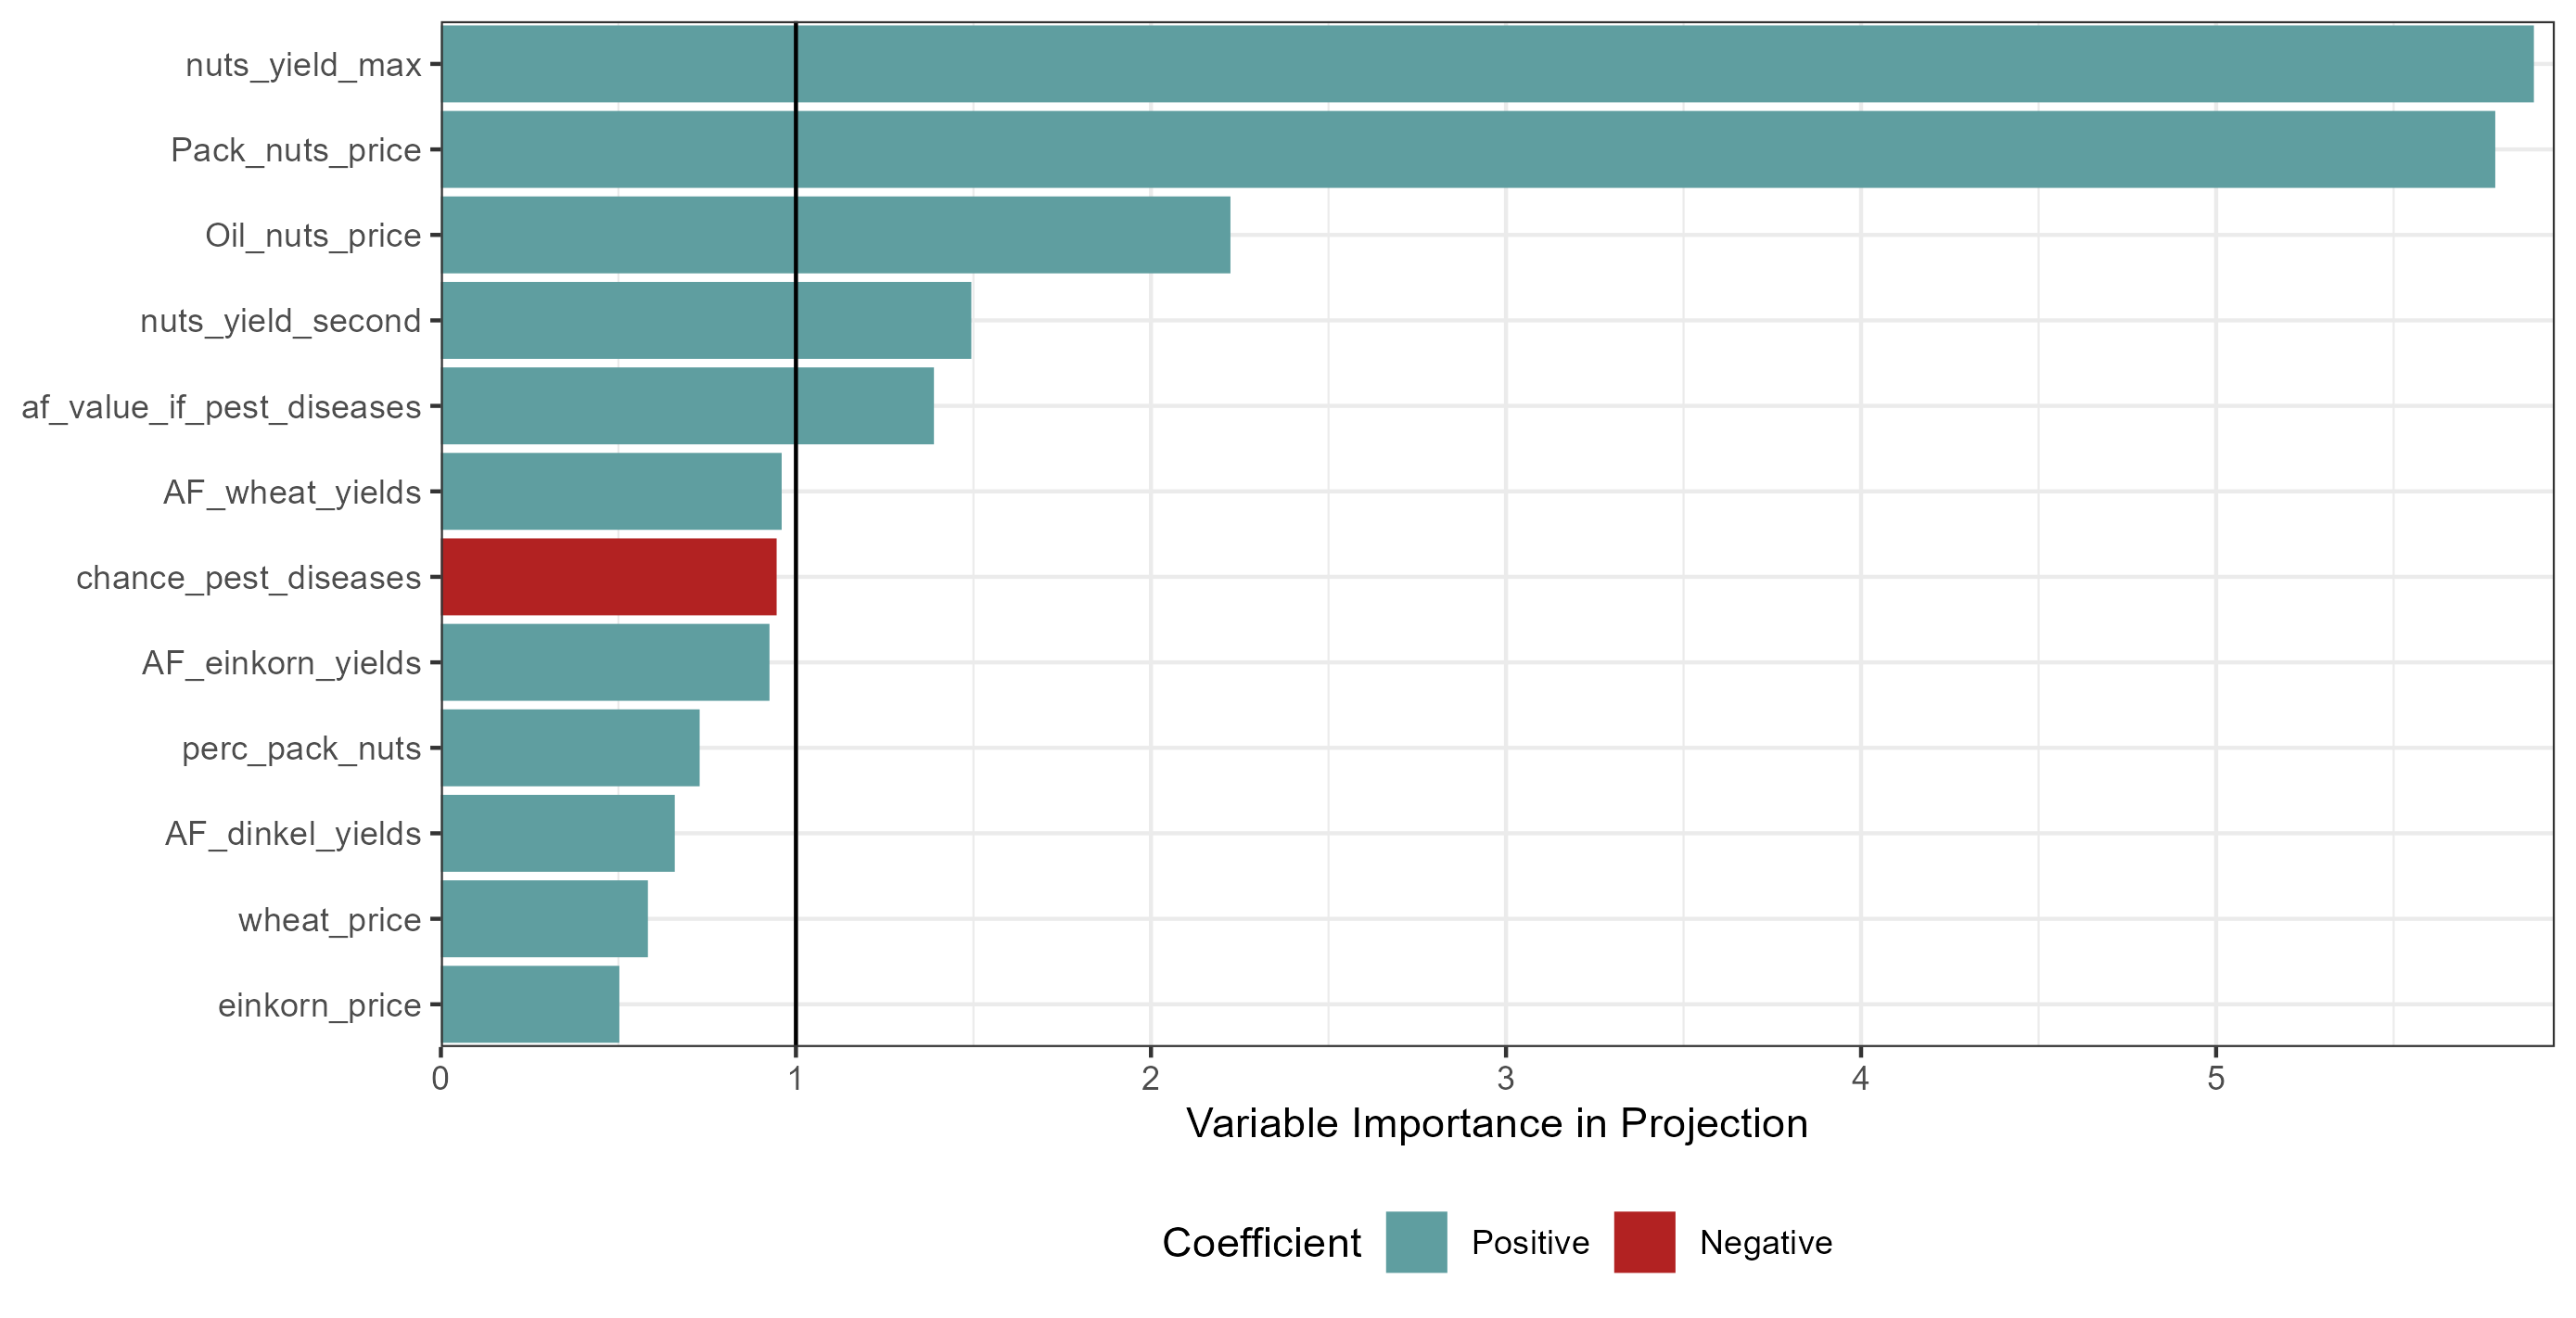 nuts_yield_max
Pack_nuts_price
Oil_nuts_price
nuts_yield_second
af_value_if_pest_diseases
AF_wheat_yields
chance_pest_diseases
AF_einkorn_yields
perc_pack_nuts
AF_dinkel_yields
wheat_price
einkorn_price
0 1 2 3 4 5
Variable Importance in Projection
Coefficient Positive Negative